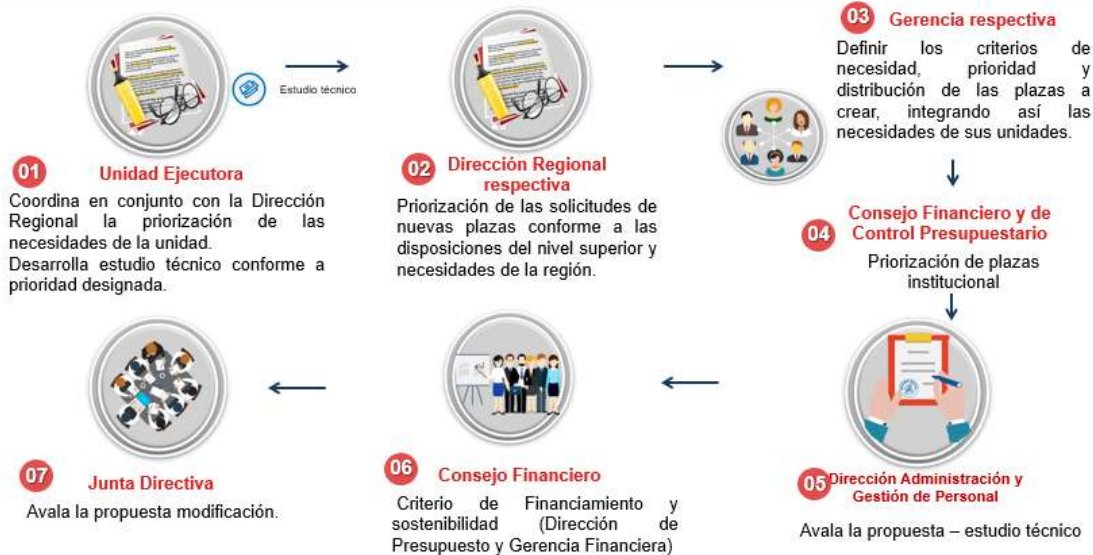 Estudio técnico
01
Unidad Ejecutora
Coordina en conjunto con la Dirección
Regional la priorización de las
necesidades de la unidad.
Desarrolla estudio técnico conforme a
prioridad designada.
02
Dirección Regional
respectiva
Priorización de las solicitudes de
nuevas plazas conforme a las
disposiciones del nivel superior y
necesidades de la región.
03
Gerencia respectiva
Definir los criterios de
necesidad, prioridad y
distribución de las plazas a
crear, integrando así las
necesidades de sus unidades.
04
Consejo Financiero y de
Control Presupuestario
Priorización de plazas
institucional
05
Dirección Administración y
Gestión de Personal
Avala la propuesta – estudio técnico
06
Consejo Financiero
Criterio de Financiamiento y
sostenibilidad (Dirección de
Presupuesto y Gerencia Financiera)
07
Junta Directiva
Avala la propuesta modificación.